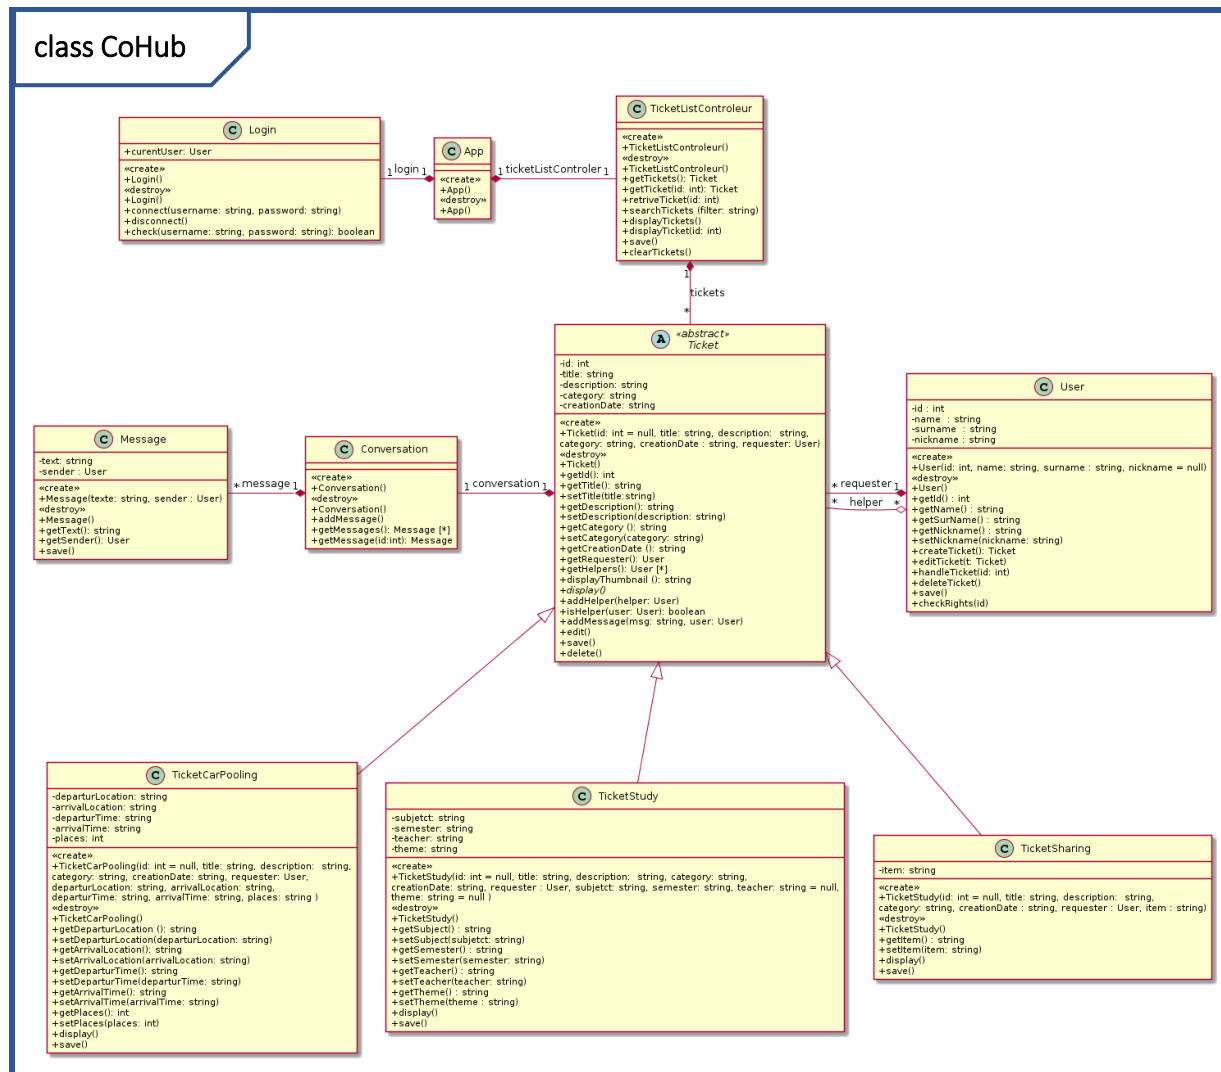 class CoHub
C Login
+curentUser: User
«create»
+Login()
«destroy»
+Login()
+connect(username: string, password: string)
+disconnect()
+check(username: string, password: string): boolean
1 login 1
C App
«create»
+App()
«destroy»
+App()
1 ticketListControler 1
C TicketListControleur
«create»
+TicketListControleur()
«destroy»
+TicketListControleur()
+getTickets(): Ticket
+getTicket(id: int): Ticket
+retriveTicket(id: int)
+searchTickets (filter: string)
+displayTickets()
+displayTicket(id: int)
+save()
+clearTickets()
1
tickets
*
A «abstract»
Ticket
-id: int
-title: string
-description: string
-category: string
-creationDate: string
«create»
+Ticket(id: int = null, title: string, description:  string,
category: string, creationDate : string, requester: User)
«destroy»
+Ticket()
+getId(): int
+getTitle(): string
+setTitle(title:string)
+getDescription(): string
+setDescription(description: string)
+getCategory (): string
+setCategory(category: string)
+getCreationDate (): string
+getRequester(): User
+getHelpers(): User [*]
+displayThumbnail (): string
+display()
+addHelper(helper: User)
+isHelper(user: User): boolean
+addMessage(msg: string, user: User)
+edit()
+save()
+delete()
C User
-id : int
-name  : string
-surname  : string
-nickname : string
«create»
+User(id: int, name: string, surname : string, nickname = null)
«destroy»
+User()
+getId() : int
+getName() : string
+getSurName() : string
+getNickname() : string
+setNickname(nickname: string)
+createTicket(): Ticket
+editTicket(t: Ticket)
+handleTicket(id: int)
+deleteTicket()
+save()
+checkRights(id)
* requester 1
* helper *
C Message
-text: string
-sender : User
«create»
+Message(texte: string, sender : User)
«destroy»
+Message()
+getText(): string
+getSender(): User
+save()
* message 1
C Conversation
«create»
+Conversation()
«destroy»
+Conversation()
+addMessage()
+getMessages(): Message [*]
+getMessage(id:int): Message
1 conversation 1
C TicketCarPooling
-departurLocation: string
-arrivalLocation: string
-departurTime: string
-arrivalTime: string
-places: int
«create»
+TicketCarPooling(id: int = null, title: string, description:  string,
category: string, creationDate: string, requester: User,
departurLocation: string, arrivalLocation: string,
departurTime: string, arrivalTime: string, places: string )
«destroy»
+TicketCarPooling()
+getDeparturLocation (): string
+setDeparturLocation(departurLocation: string)
+getArrivalLocation(): string
+setArrivalLocation(arrivalLocation: string)
+getDeparturTime(): string
+setDeparturTime(departurTime: string)
+getArrivalTime(): string
+setArrivalTime(arrivalTime: string)
+getPlaces(): int
+setPlaces(places: int)
+display()
+save()
C TicketStudy
-subjetct: string
-semester: string
-teacher: string
-theme: string
«create»
+TicketStudy(id: int = null, title: string, description:  string, category: string,
creationDate: string, requester : User, subjetct: string, semester: string, teacher: string = null,
theme: string = null )
«destroy»
+TicketStudy()
+getSubject() : string
+setSubject(subjetct: string)
+getSemester() : string
+setSemester(semester: string)
+getTeacher() : string
+setTeacher(teacher: string)
+getTheme() : string
+setTheme(theme : string)
+display()
+save()
C TicketSharing
-item: string
«create»
+TicketStudy(id: int = null, title: string, description:  string,
category: string, creationDate : string, requester : User, item : string)
«destroy»
+TicketStudy()
+getItem() : string
+setItem(item: string)
+display()
+save()